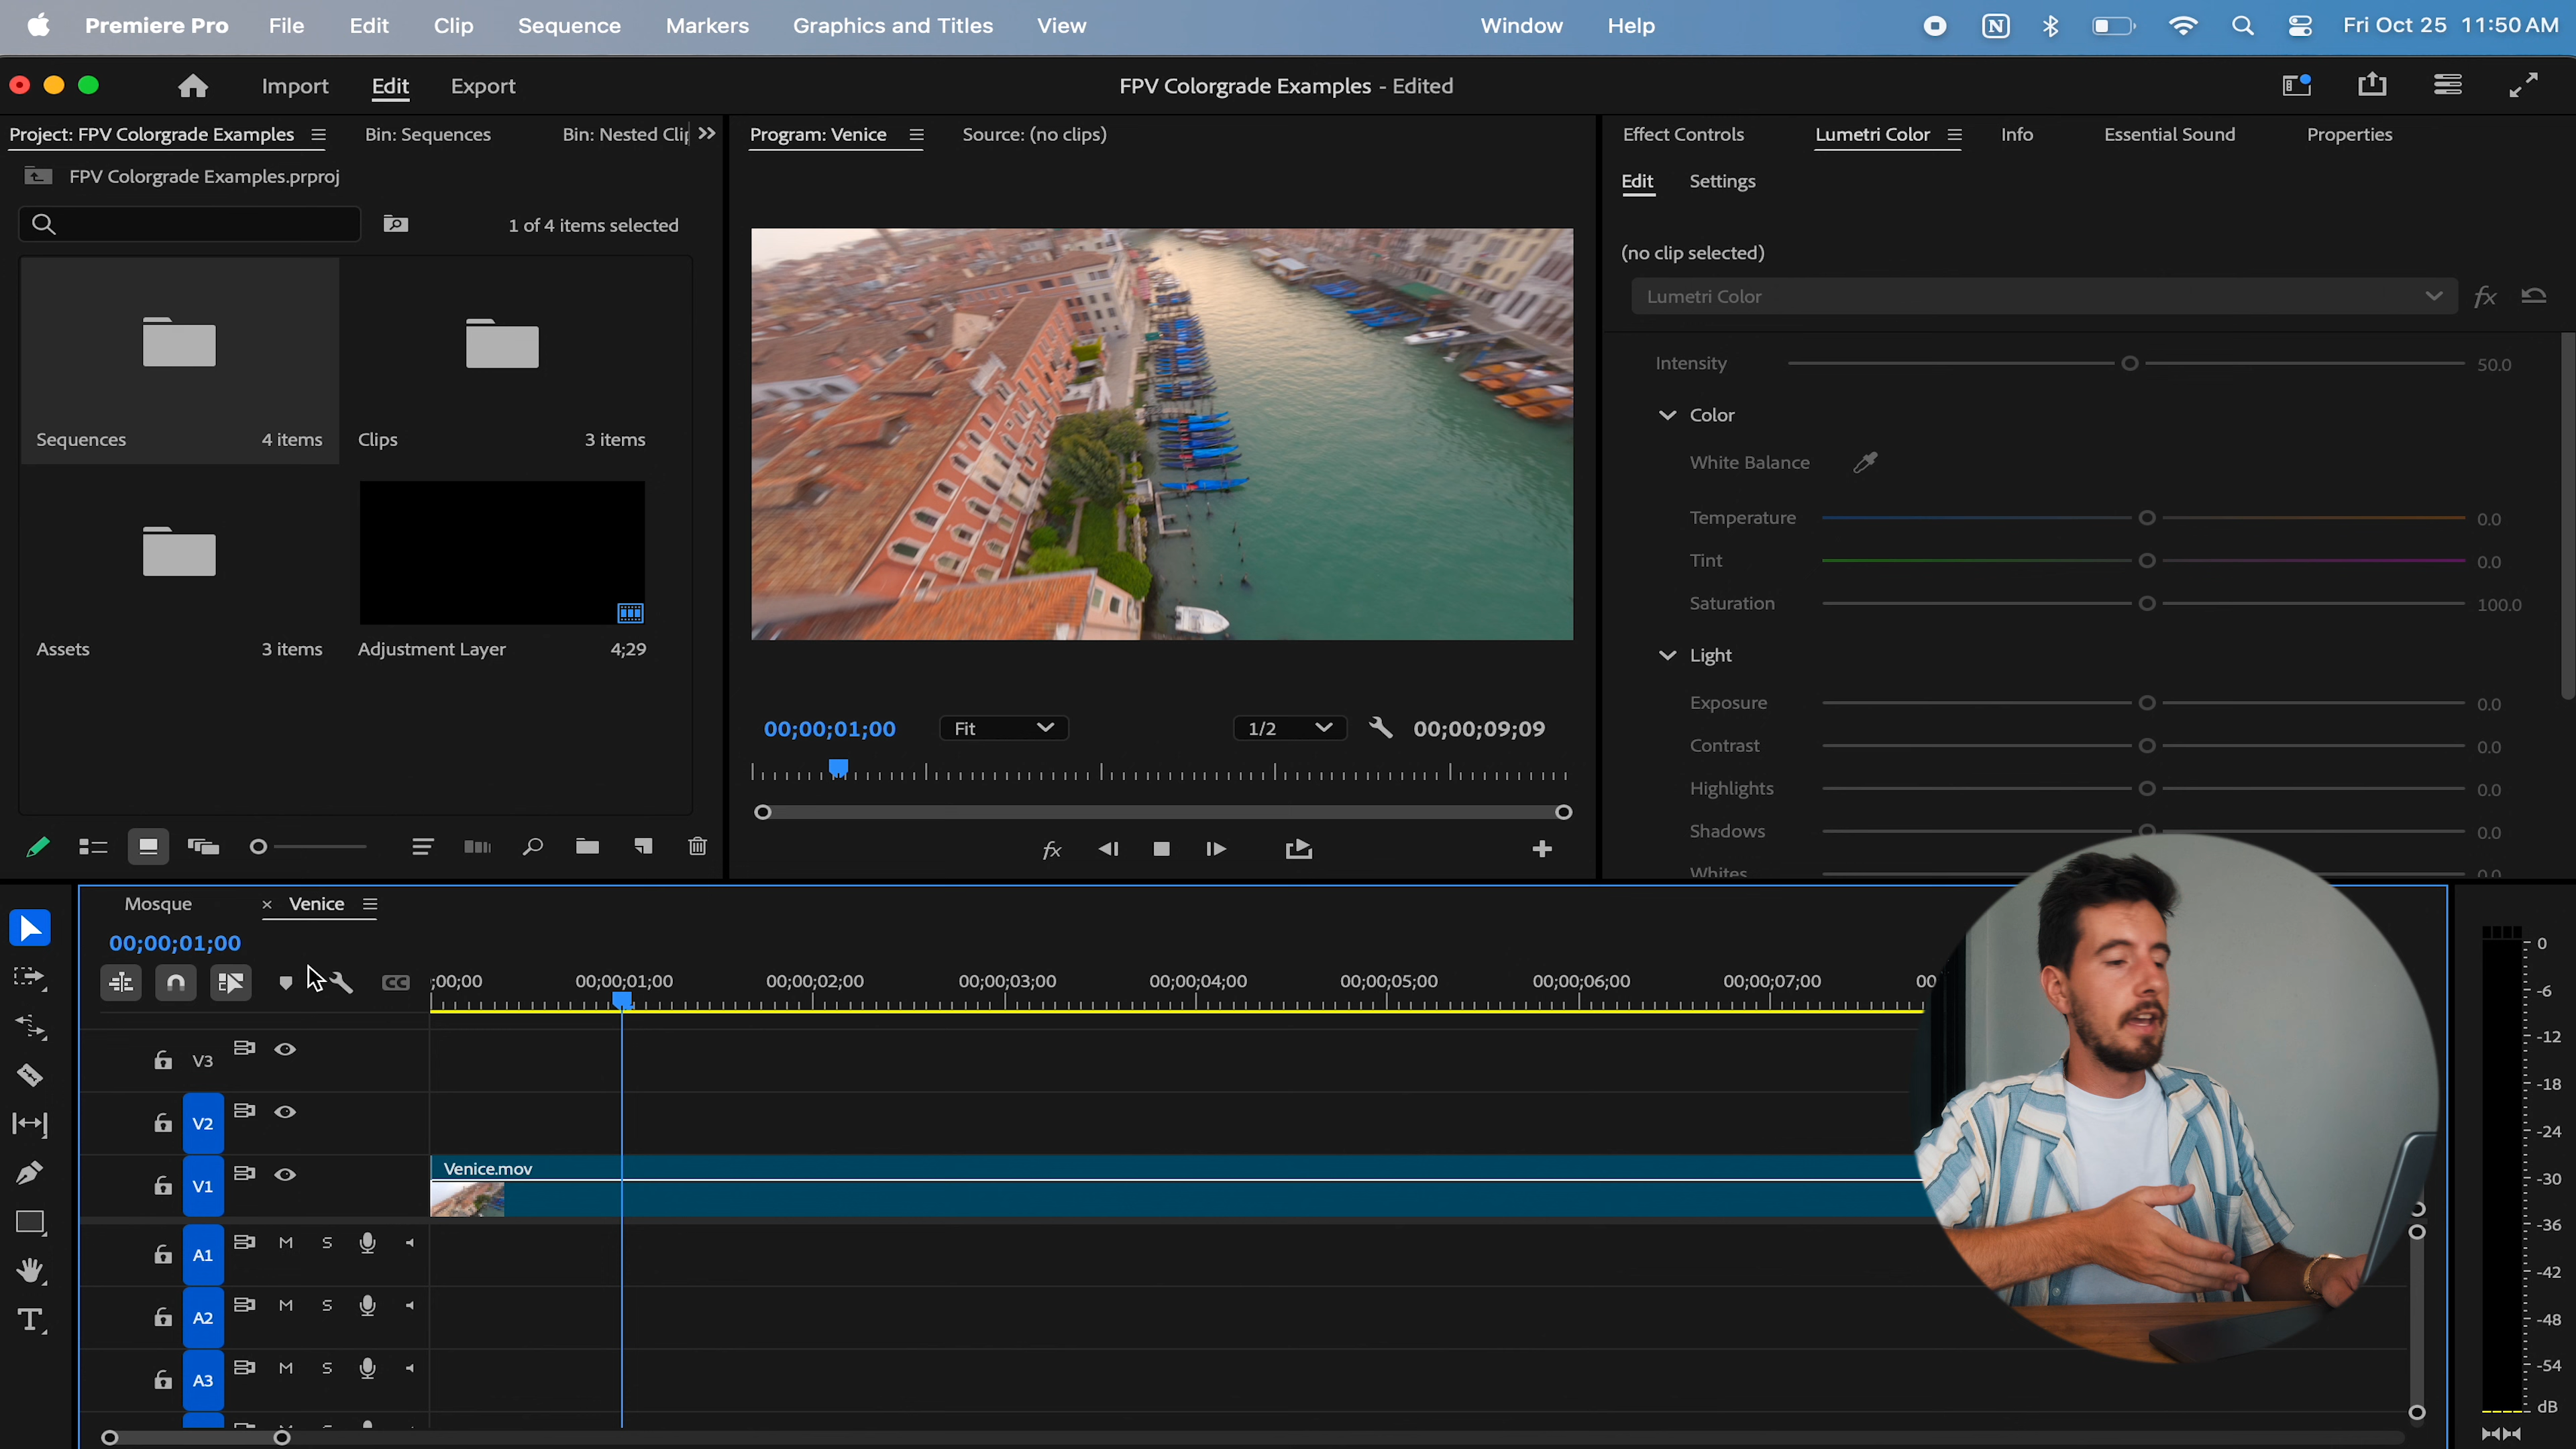 Premiere Pro File Edit Clip Sequence Markers Graphics and Titles View Window Help Fri Oct 25 11:50 AM
Import Edit Export FPV Colorgrade Examples - Edited
Project: FPV Colorgrade Examples Bin: Sequences Bin: Nested Clip
FPV Colorgrade Examples.prproj
1 of 4 items selected
Sequences 4 items Clips 3 items
Assets 3 items Adjustment Layer 4;29
Program: Venice Source: (no clips)
00;00;01;00 Fit 1/2 00;00;09;09
fx
Effect Controls Lumetri Color Info Essential Sound Properties
Edit Settings
(no clip selected)
Lumetri Color fx
Intensity 50.0
Color
White Balance
Temperature 0.0
Tint 0.0
Saturation 100.0
Light
Exposure 0.0
Contrast 0.0
Highlights 0.0
Shadows 0.0
Whites 0.0
Mosque × Venice
00;00;01;00
CC
;00;00 00;00;01;00 00;00;02;00 00;00;03;00 00;00;04;00 00;00;05;00 00;00;06;00 00;00;07;00 00
V3
V2
V1 Venice.mov
A1 M S
A2 M S
A3 M S
T
0
-6
-12
-18
-24
-30
-36
-42
-48
-54
dB